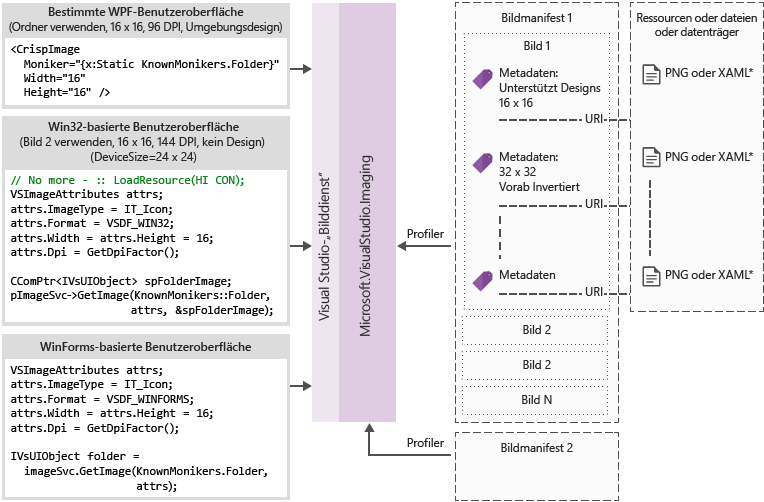 Bestimmte WPF-Benutzeroberfläche
(Ordner verwenden, 16 x 16, 96 DPI, Umgebungsdesign)
<CrispImage
Moniker="{x:Static KnownMonikers.Folder}"
Width="16"
Height="16" />
Win32-basierte Benutzeroberfläche
(Bild 2 verwenden, 16 x 16, 144 DPI, kein Design)
(DeviceSize=24 x 24)
// No more - :: LoadResource(HI CON);
VSImageAttributes attrs;
attrs.ImageType = IT_Icon;
attrs.Format = VSDF_WIN32;
attrs.Width = attrs.Height = 16;
attrs.Dpi = GetDpiFactor();
CComPtr<IVsUIObject> spFolderImage;
pImageSvc->GetImage(KnownMonikers::Folder,
attrs, &spFolderImage);
WinForms-basierte Benutzeroberfläche
VSImageAttributes attrs;
attrs.ImageType = IT_Icon;
attrs.Format = VSDF_WINFORMS;
attrs.Width = attrs.Height = 16;
attrs.Dpi = GetDpiFactor();
IVsUIObject folder =
imageSvc.GetImage(KnownMonikers.Folder,
attrs);
Visual Studio-„Bilddienst“
Microsoft.VisualStudio.Imaging
Profiler
Profiler
Bildmanifest 1
Bild 1
Metadaten:
Unterstützt Designs
16 x 16
URI
Metadaten:
32 x 32
Vorab Invertiert
URI
Metadaten
URI
Bild 2
Bild 2
Bild N
Bildmanifest 2
Ressourcen oder dateien
oder datenträger
PNG oder XAML*
PNG oder XAML*
PNG oder XAML*